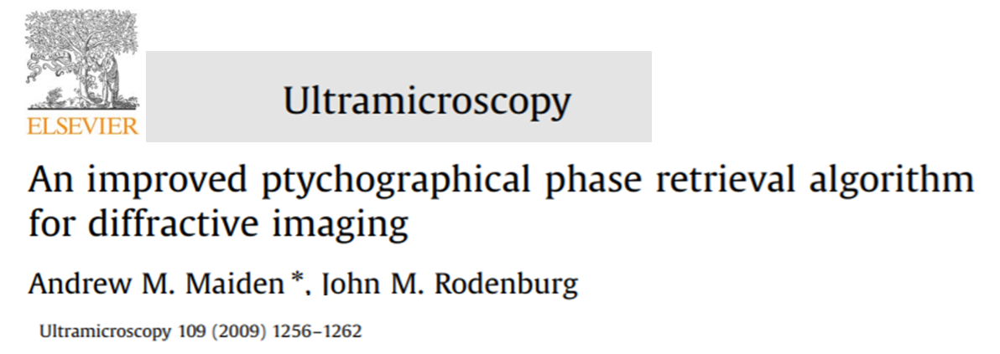 ELSEVIER
Ultramicroscopy
An improved ptychographical phase retrieval algorithm
for diffractive imaging
Andrew M. Maiden *, John M. Rodenburg
Ultramicroscopy 109 (2009) 1256–1262